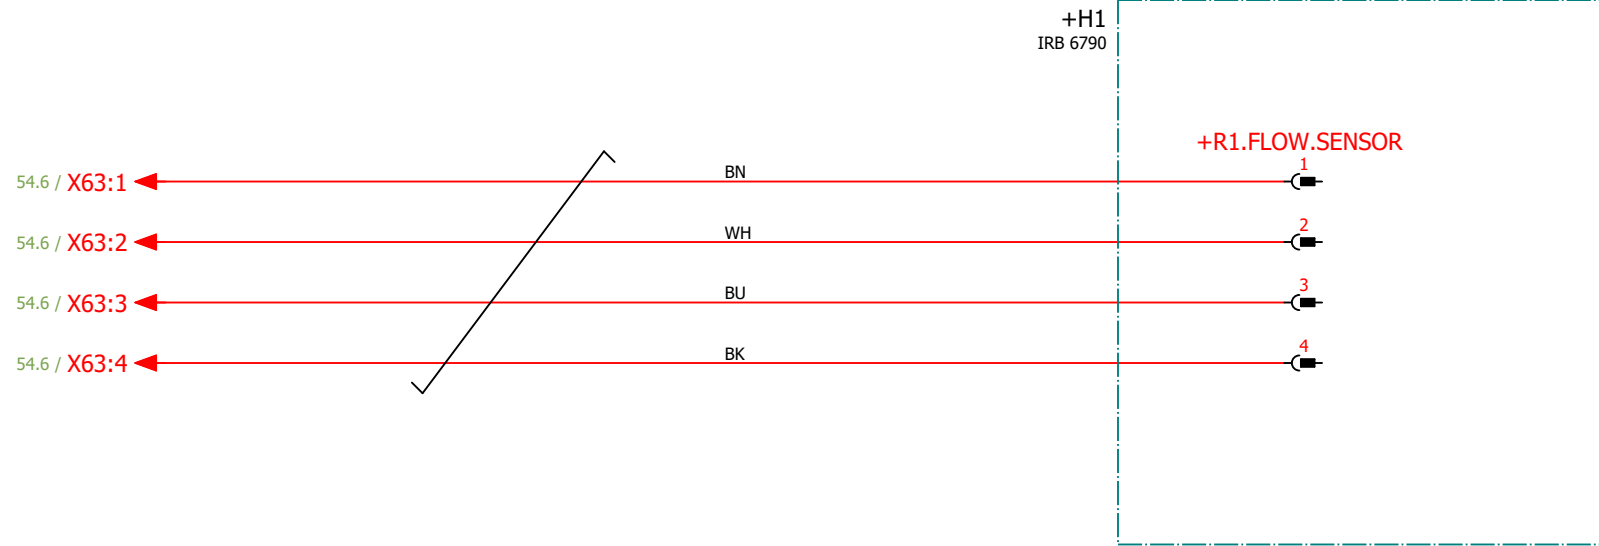 +H1
IRB 6790
+R1.FLOW.SENSOR
54.6 / X63:1 BN 1
54.6 / X63:2 WH 2
54.6 / X63:3 BU 3
54.6 / X63:4 BK 4